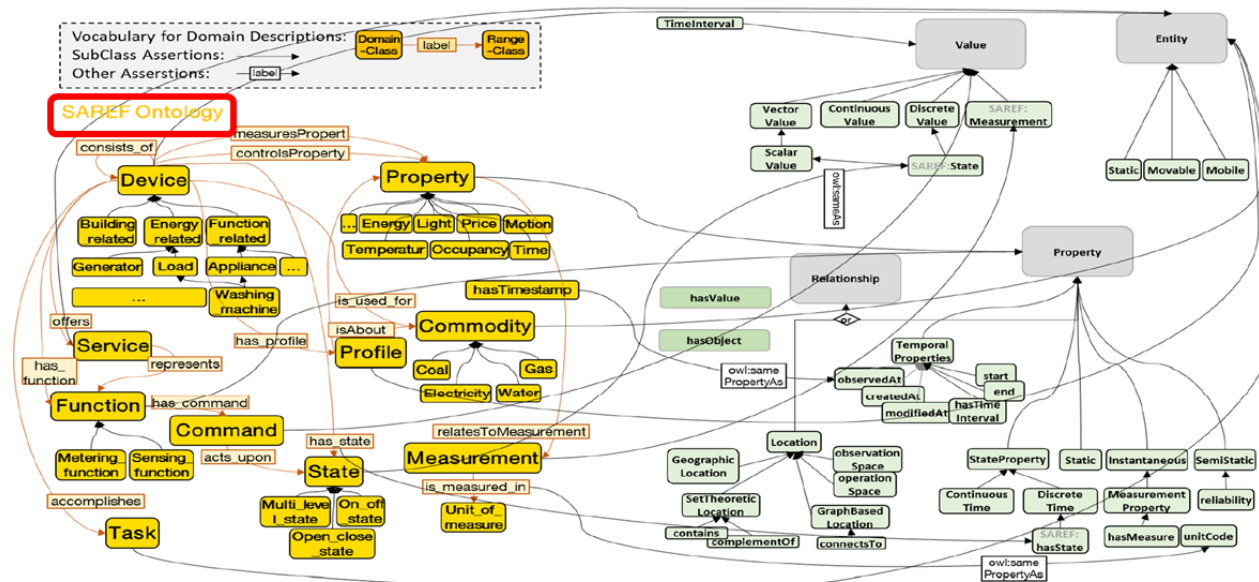 Vocabulary for Domain Descriptions:
Domain
-Class
label
Range
-Class
SubClass Assertions:
Other Asserstions:
label
SAREF Ontology
consists_of
measuresPropert
controlsProperty
Device
Property
Building
_related
Energy
_related
Function
_related
...
Energy
Light
Price
Motion
Temperatur
Occupancy
Time
Generator
Load
Appliance
...
...
Washing
_machine
hasTimestamp
is_used_for
offers
isAbout
Commodity
Service
has_profile
Profile
has_
function
represents
Coal
Gas
Electricity
Water
Function
has_command
Command
has_state
relatesToMeasurement
Metering_
function
Sensing_
function
acts_upon
State
Measurement
is_measured_in
accomplishes
Multi_leve
l_state
On_off
_state
Unit_of_
measure
Open_close
_state
Task
TimeInterval
Value
Entity
Vector
Value
Continuous
Value
Discrete
Value
SAREF:
Measurement
Scalar
Value
SAREF:State
owl:sameAs
Static
Movable
Mobile
Relationship
Property
hasValue
hasObject
or
Temporal
Properties
owl:same
PropertyAs
observedAt
createdAt
modifiedAt
hasTime
Interval
start
end
Location
Geographic
Location
observation
Space
operation
Space
SetTheoretic
Location
GraphBased
Location
contains
complementOf
connectsTo
StateProperty
Static
Instantaneous
SemiStatic
Continuous
Time
Discrete
Time
Measurement
Property
reliability
SAREF:
hasState
hasMeasure
unitCode
owl:same
PropertyAs